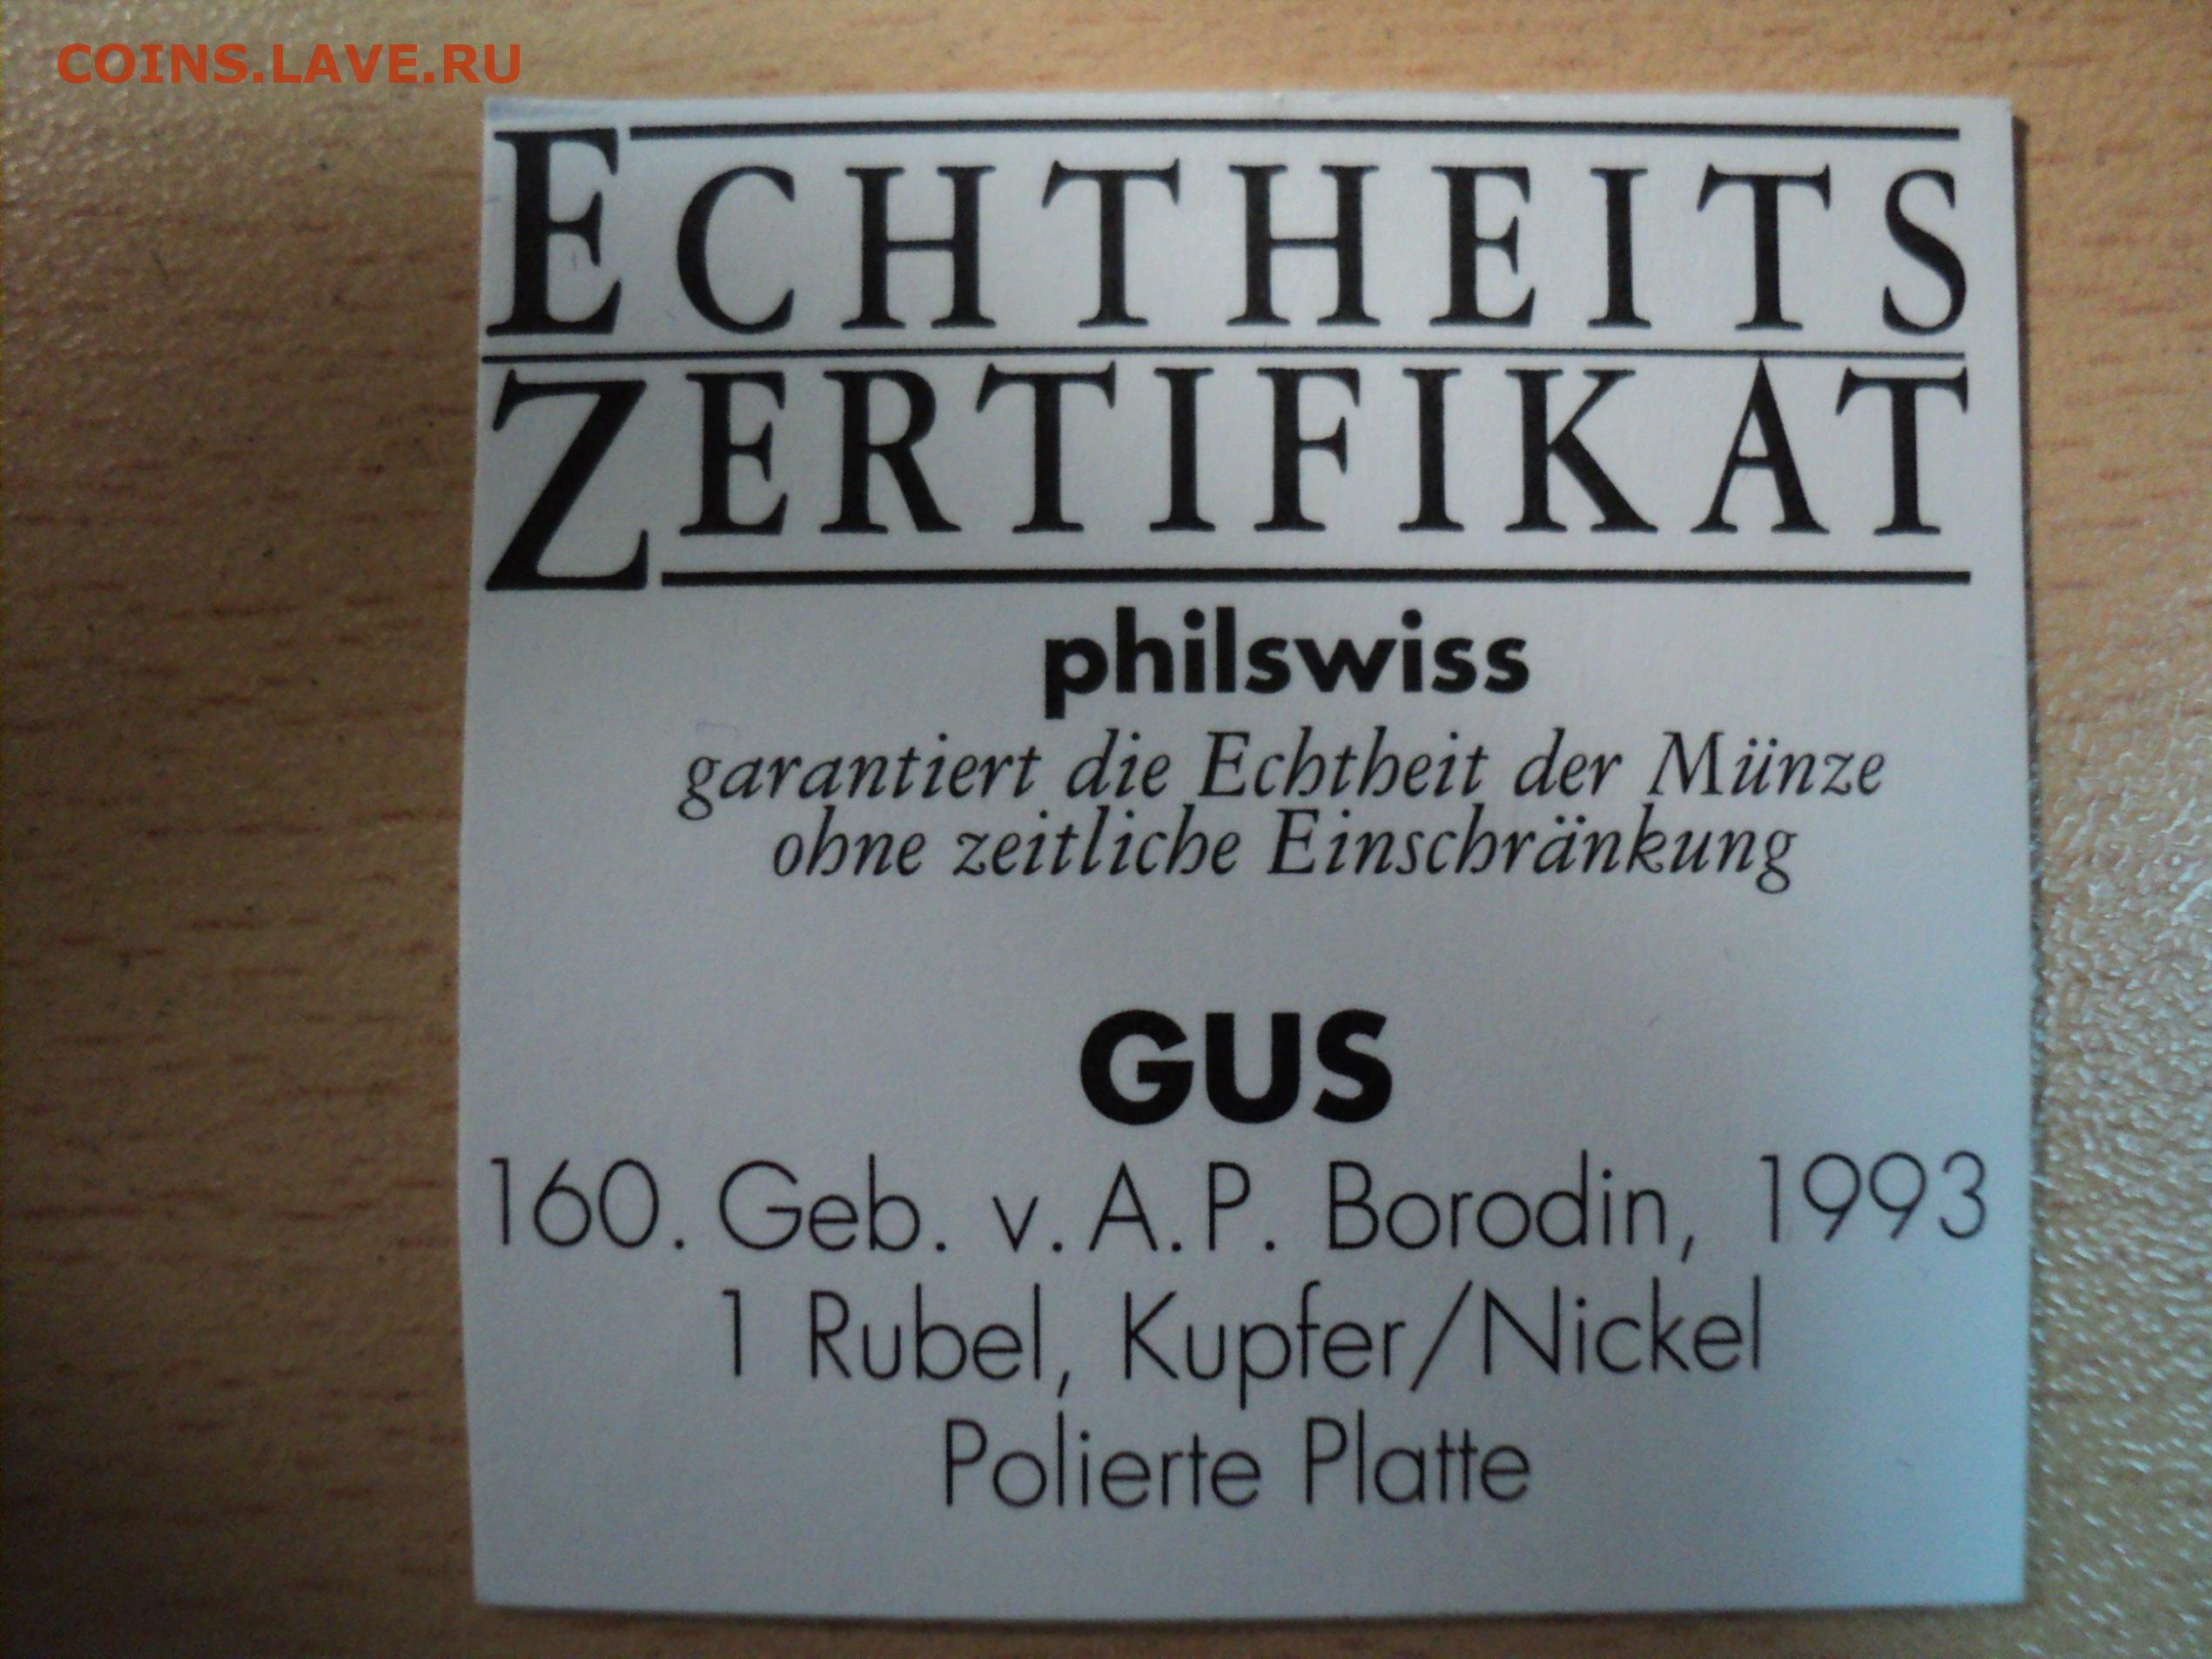 COINS.LAVE.RU
ECHTHEITS
ZERTIFIKAT
philswiss
garantiert die Echtheit der Münze
ohne zeitliche Einschränkung
GUS
160. Geb. v. A. P. Borodin, 1993
1 Rubel, Kupfer/Nickel
Polierte Platte